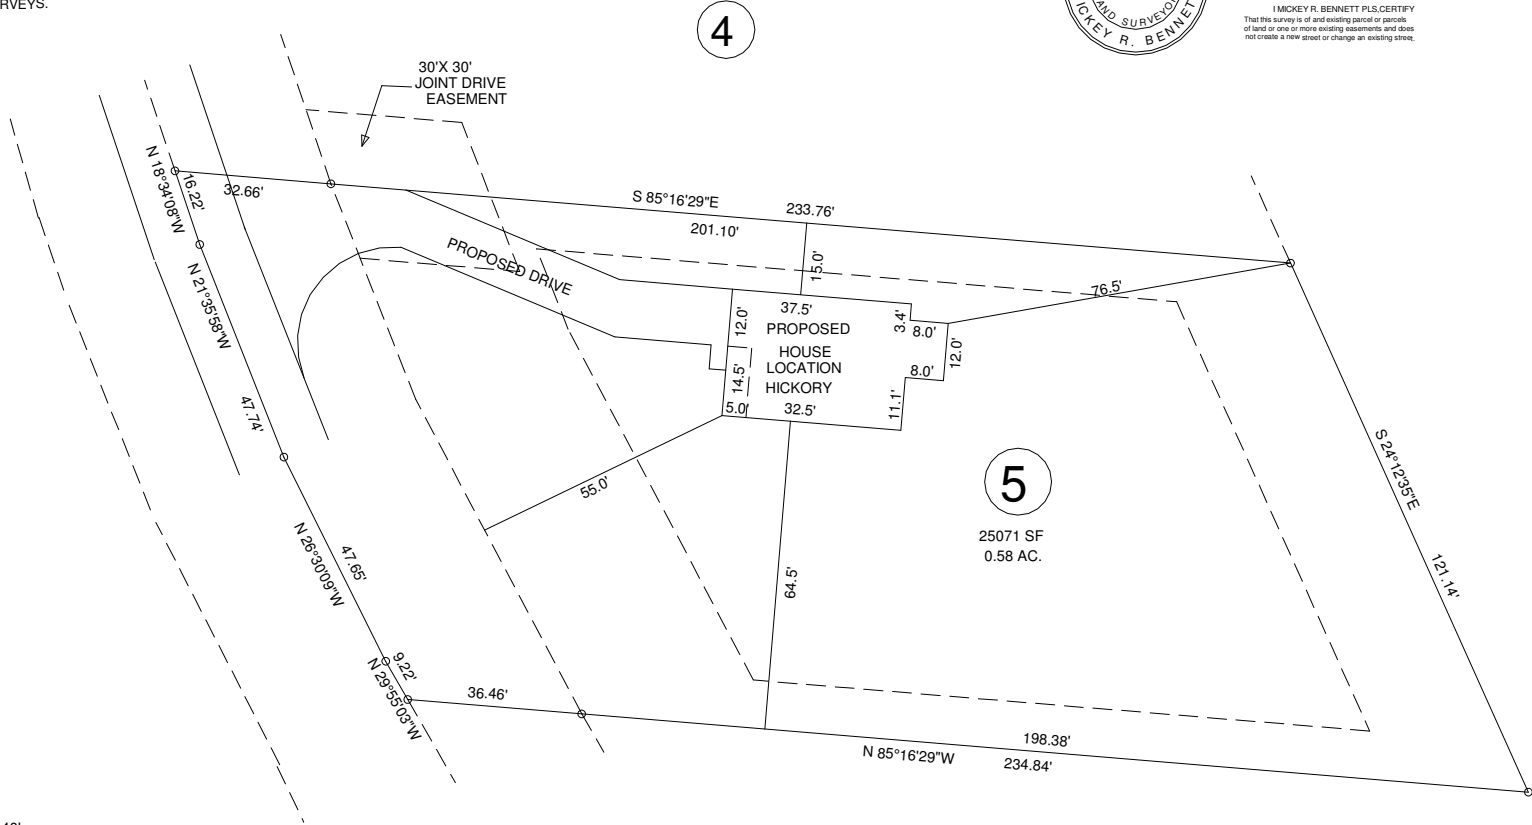 RVEYS.
4
AND SURVEYO
ICKEY R. BENNETT
I MICKEY R. BENNETT PLS,CERTIFY
That this survey is of and existing parcel or parcels
of land or one or more existing easements and does
not create a new street or change an existing street.
30'X 30'
JOINT DRIVE
EASEMENT
N 18°34'08"W
16.22'
32.66'
S 85°16'29"E
233.76'
201.10'
N 21°35'58"W
47.74'
PROPOSED DRIVE
15.0'
76.5'
37.5'
12.0'
3.4'
8.0'
12.0'
PROPOSED
HOUSE
LOCATION
HICKORY
14.5'
8.0'
11.1'
5.0'
32.5'
55.0'
64.5'
5
25071 SF
0.58 AC.
S 24°12'35"E
121.14'
N 26°30'09"W
47.65'
9.22'
N 29°55'03"W
36.46'
198.38'
N 85°16'29"W
234.84'